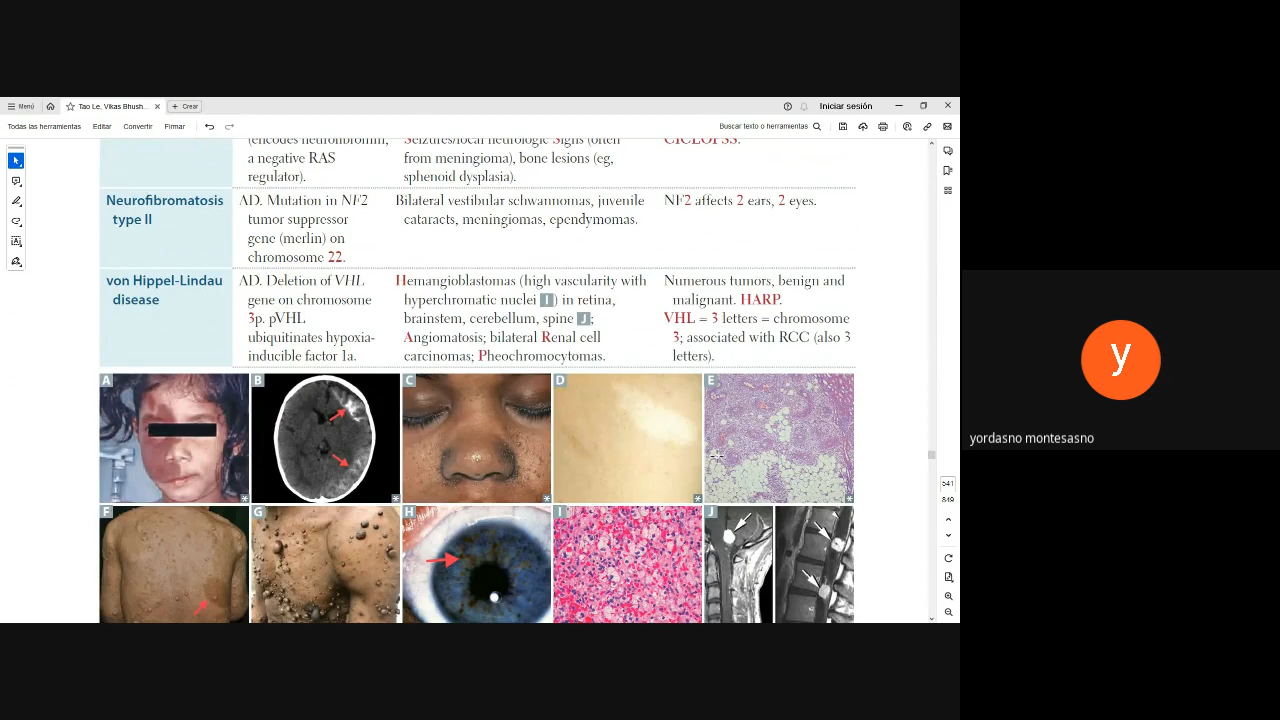 Menú
Tao Le, Vikas Bhush...
Crear
Iniciar sesión
Todas las herramientas
Editar
Convertir
Firmar
Buscar texto o herramientas
(encodes neurofibromin,
a negative RAS
regulator).
Seizures/focal neurologic Signs (often
from meningioma), bone lesions (eg,
sphenoid dysplasia).
CICLOPSS.
Neurofibromatosis
type II
AD. Mutation in NF2
tumor suppressor
gene (merlin) on
chromosome 22.
Bilateral vestibular schwannomas, juvenile
cataracts, meningiomas, ependymomas.
NF2 affects 2 ears, 2 eyes.
von Hippel-Lindau
disease
AD. Deletion of VHL
gene on chromosome
3p. pVHL
ubiquitinates hypoxia-
inducible factor 1a.
Hemangioblastomas (high vascularity with
hyperchromatic nuclei I) in retina,
brainstem, cerebellum, spine J;
Angiomatosis; bilateral Renal cell
carcinomas; Pheochromocytomas.
Numerous tumors, benign and
malignant. HARP.
VHL = 3 letters = chromosome
3; associated with RCC (also 3
letters).
A
B
C
D
E
F
G
H
I
J
541
849
y
yordasno montesasno